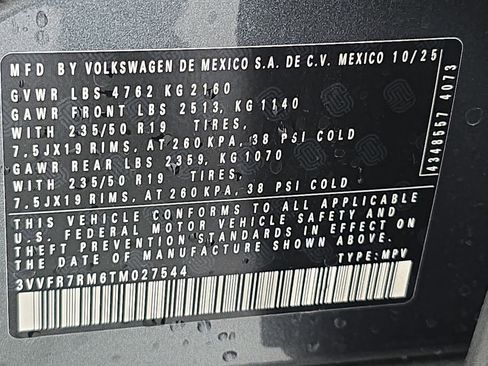 MFD BY VOLKSWAGEN DE MEXICO S.A. DE C.V. MEXICO 10/25
GVWR LBS 4762 KG 2160
GAWR FRONT LBS 2513, KG 1140
WITH 235/50 R19 TIRES,
7.5JX19 RIMS, AT 260 KPA, 38 PSI COLD
GAWR REAR LBS 2359, KG 1070
WITH 235/50 R19 TIRES,
7.5JX19 RIMS, AT 260 KPA, 38 PSI COLD
THIS VEHICLE CONFORMS TO ALL APPLICABLE
U.S. FEDERAL MOTOR VEHICLE SAFETY AND
THEFT PREVENTION STANDARDS IN EFFECT ON
THE DATE OF MANUFACTURE SHOWN ABOVE.
3VVFR7RM6TM027544 TYPE: MPV
4348557 4073